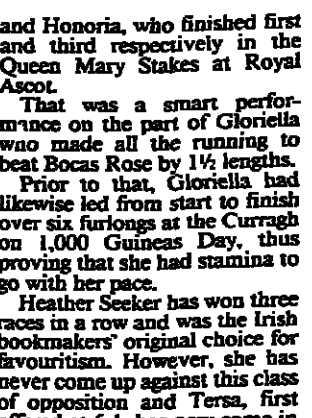 and Honoria, who finished first
and third respectively in the
Queen Mary Stakes at Royal
Ascot.
That was a smart perfor-
mance on the part of Gloriella
who made all the running to
beat Bocas Rose by 1½ lengths.
Prior to that, Gloriella had
likewise led from start to finish
over six furlongs at the Curragh
on 1,000 Guineas Day, thus
proving that she had stamina to
go with her pace.
Heather Seeker has won three
races in a row and was the Irish
bookmakers' original choice for
favouritism. However, she has
never come up against this class
of opposition and Tersa, first